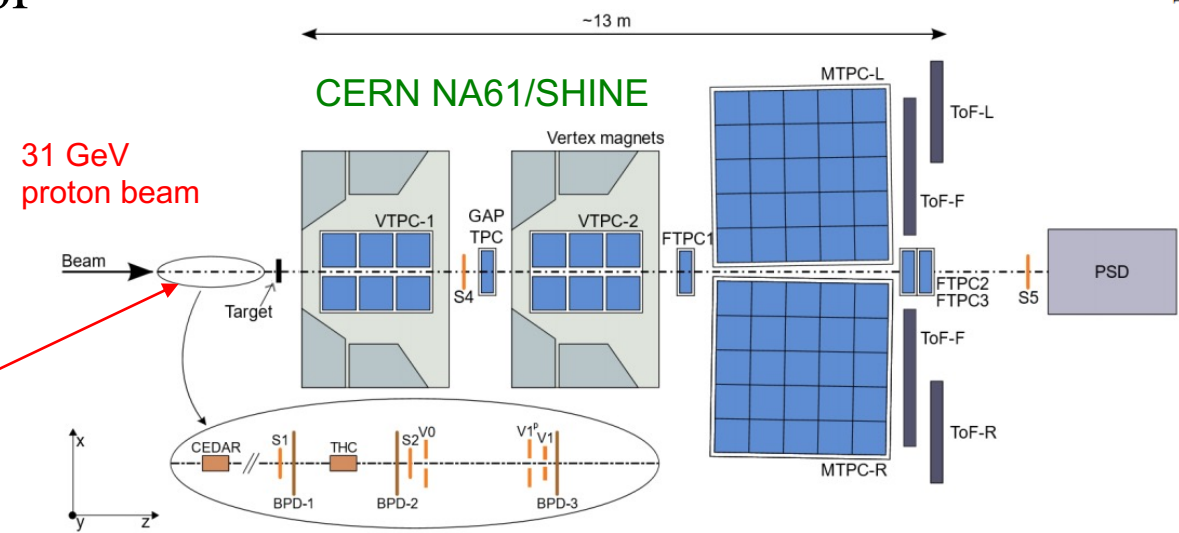 ~13 m
CERN NA61/SHINE
MTPC-L
ToF-L
Vertex magnets
31 GeV
proton beam
ToF-F
VTPC-1
GAP
TPC
VTPC-2
FTPC1
Beam
PSD
Target
S4
FTPC2
FTPC3
S5
ToF-F
x
CEDAR
S1
THC
S2
V0
V1ᵖ
V1
ToF-R
MTPC-R
BPD-1
BPD-2
BPD-3
y
z